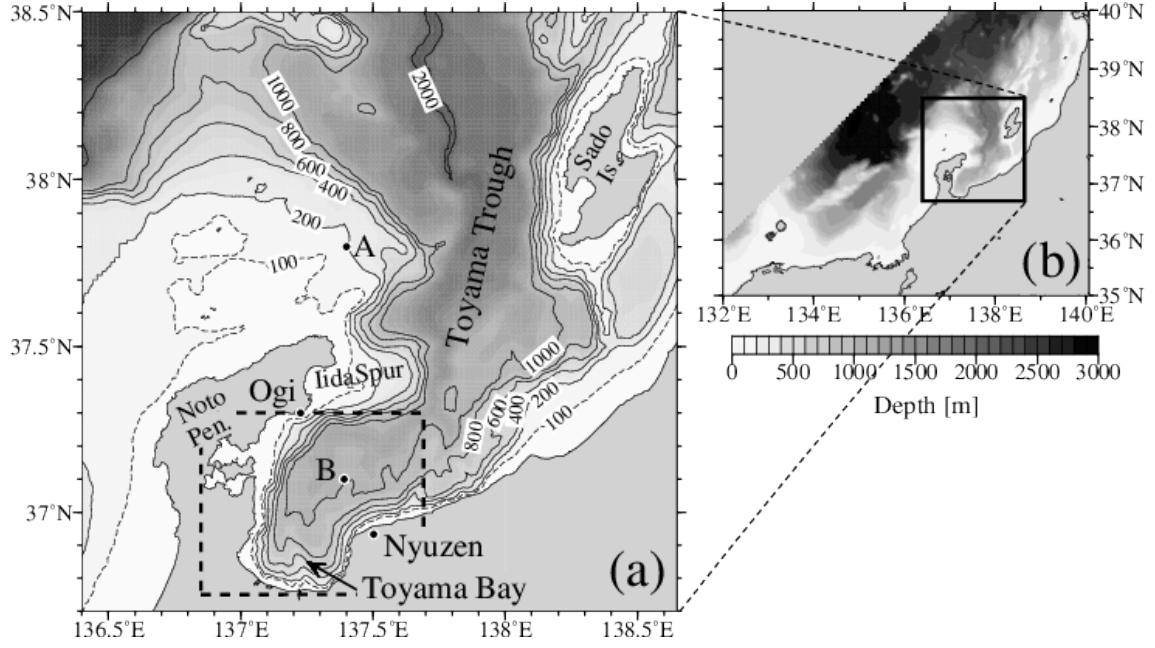 38.5°N
38°N
37.5°N
37°N
136.5°E
137°E
137.5°E
138°E
138.5°E
1000
800
600
400
200
100
2000
Toyama Trough
Sado
Is.
A
Iida Spur
Ogi
Noto
Pen.
B
1000
800
600
400
200
100
Nyuzen
Toyama Bay
(a)
40°N
39°N
38°N
37°N
36°N
35°N
132°E
134°E
136°E
138°E
140°E
(b)
0
500
1000
1500
2000
2500
3000
Depth [m]